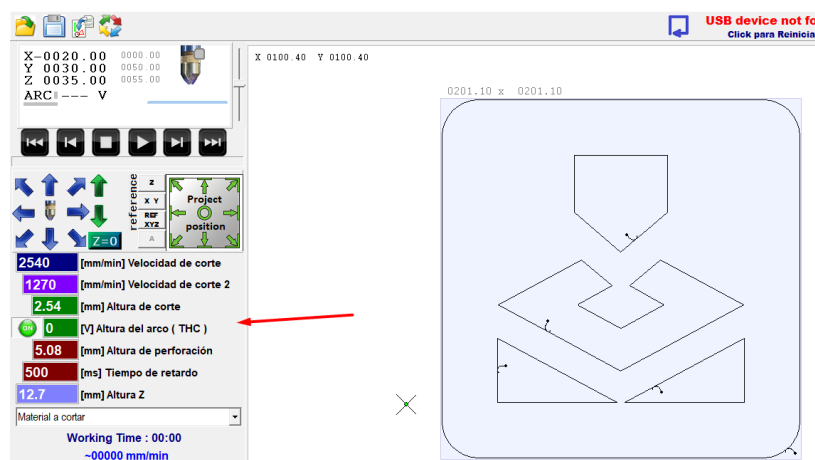 USB device not fo
Click para Reinicia
X-0020.00 0000.00
Y 0030.00 0050.00
Z 0035.00 0055.00
ARC --- V
X 0100.40 Y 0100.40
0201.10 x 0201.10
reference
Z
X Y
REF
XYZ
A
Z=0
Project
position
2540 [mm/min] Velocidad de corte
1270 [mm/min] Velocidad de corte 2
2.54 [mm] Altura de corte
ON 0 [V] Altura del arco ( THC )
5.08 [mm] Altura de perforación
500 [ms] Tiempo de retardo
12.7 [mm] Altura Z
Material a cortar
Working Time : 00:00
~00000 mm/min